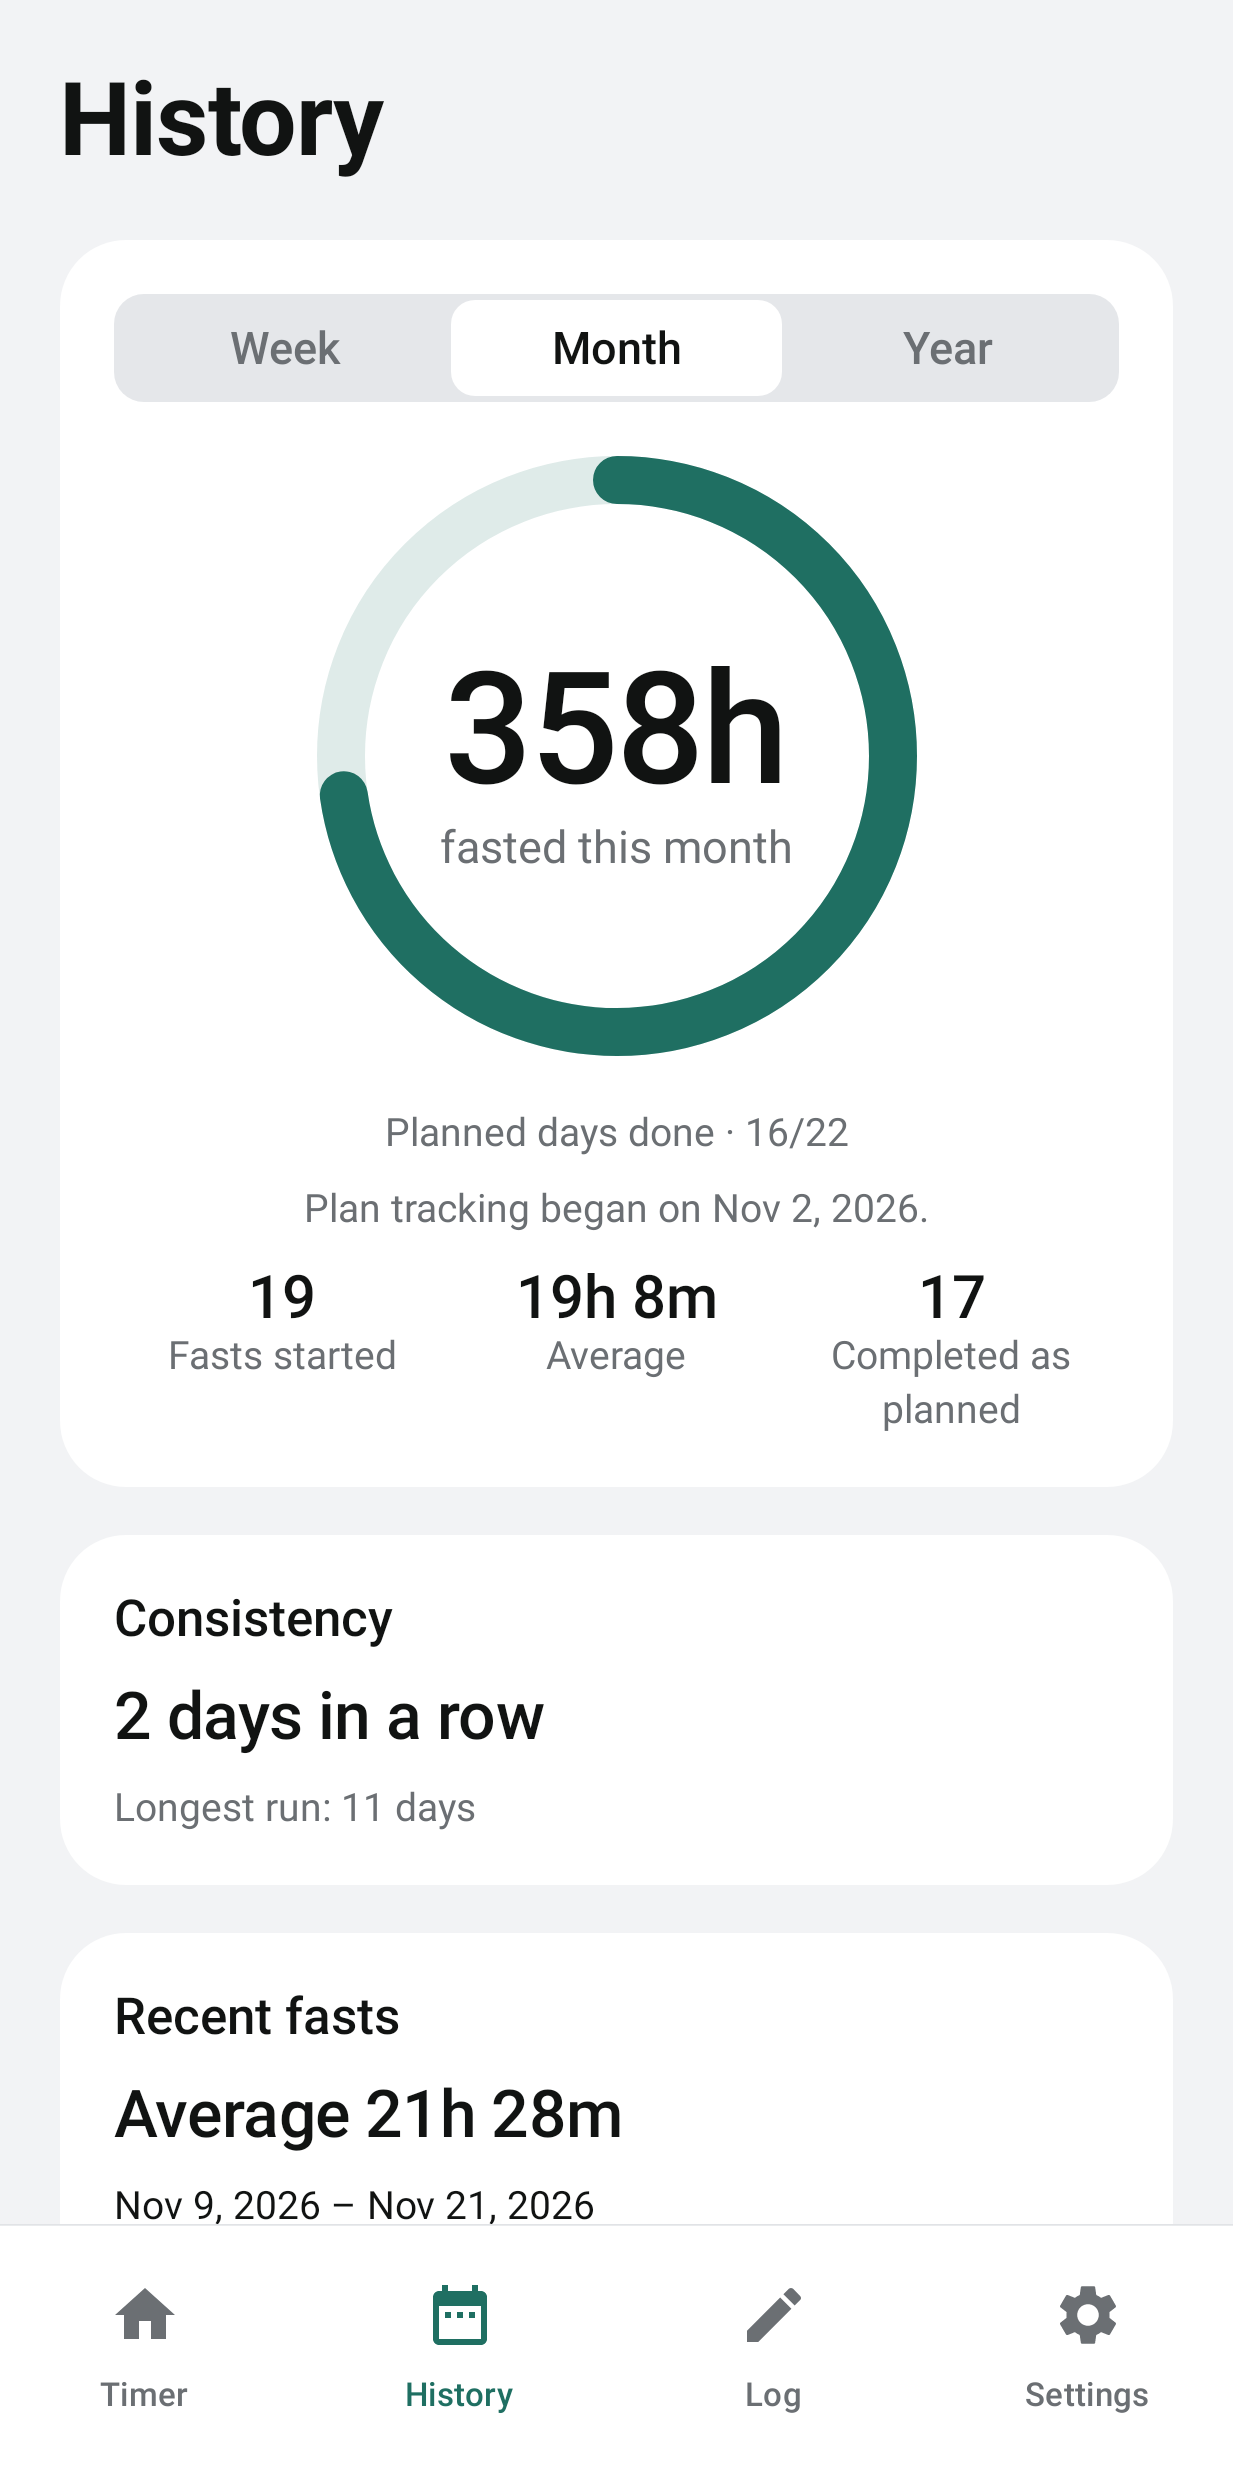 History
Week
Month
Year
358h
fasted this month
Planned days done · 16/22
Plan tracking began on Nov 2, 2026.
19
Fasts started
19h 8m
Average
17
Completed as
planned
Consistency
2 days in a row
Longest run: 11 days
Recent fasts
Average 21h 28m
Nov 9, 2026 – Nov 21, 2026
Timer
History
Log
Settings